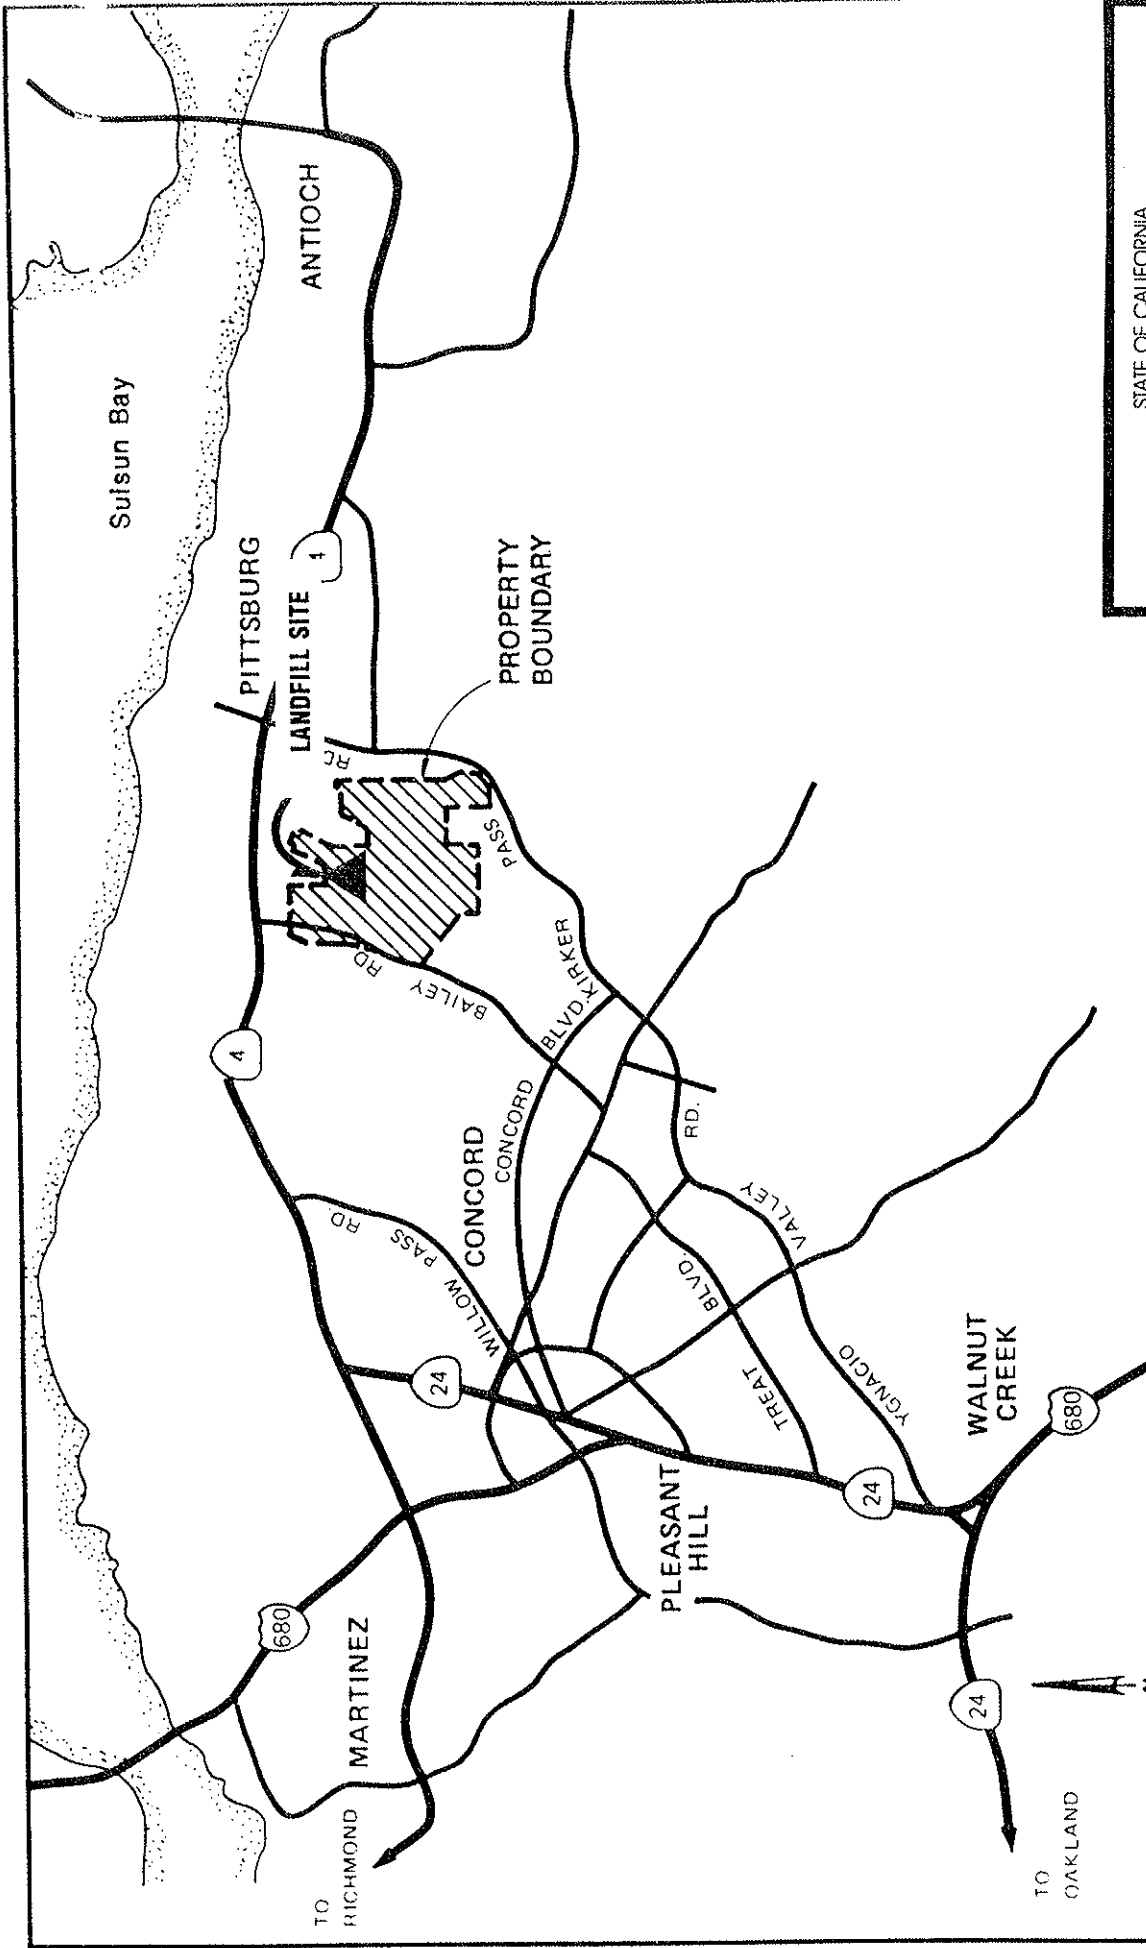 Suisun Bay
ANTIOCH
PITTSBURG
LANDFILL SITE
4
PROPERTY
BOUNDARY
RD
PASS
KIRKER
BAILEY
RD
4
CONCORD
BLVD.
CONCORD
RD.
WILLOW PASS
RD.
24
TREAT
BLVD.
YGNACIO
VALLEY
WALNUT
CREEK
680
24
PLEASANT
HILL
680
MARTINEZ
TO
RICHMOND
24
TO
OAKLAND
STATE OF CALIFORNIA